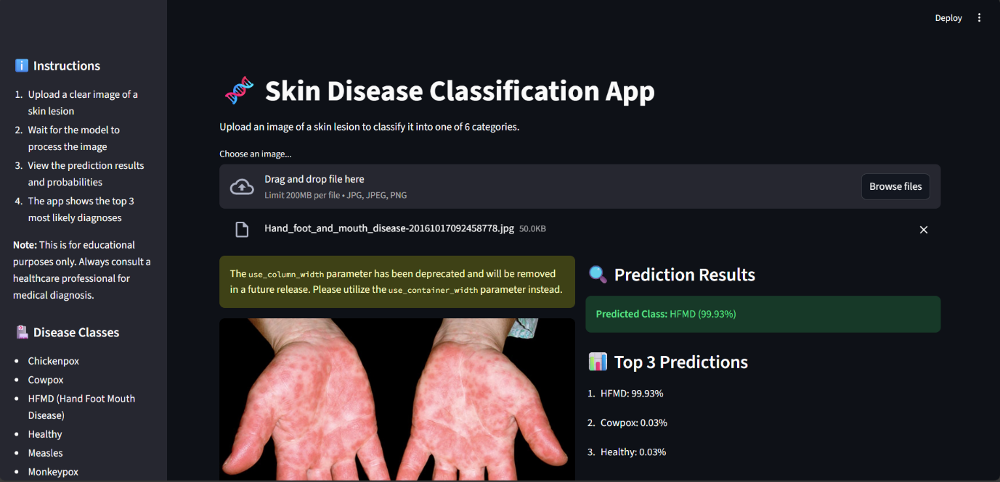 Deploy
Instructions
1. Upload a clear image of a
skin lesion
2. Wait for the model to
process the image
3. View the prediction results
and probabilities
4. The app shows the top 3
most likely diagnoses
Note: This is for educational
purposes only. Always consult a
healthcare professional for
medical diagnosis.
Disease Classes
Chickenpox
Cowpox
HFMD (Hand Foot Mouth
Disease)
Healthy
Measles
Monkeypox
Skin Disease Classification App
Upload an image of a skin lesion to classify it into one of 6 categories.
Choose an image...
Drag and drop file here
Limit 200MB per file • JPG, JPEG, PNG
Browse files
Hand_foot_and_mouth_disease-20161017092458778.jpg 50.0KB
The use_column_width parameter has been deprecated and will be removed
in a future release. Please utilize the use_container_width parameter instead.
Prediction Results
Predicted Class: HFMD (99.93%)
Top 3 Predictions
1. HFMD: 99.93%
2. Cowpox: 0.03%
3. Healthy: 0.03%